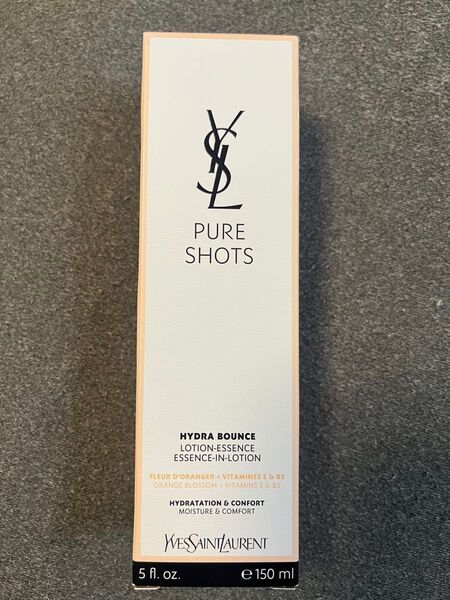 YSL
PURE
SHOTS
HYDRA BOUNCE
LOTION-ESSENCE
ESSENCE-IN-LOTION
FLEUR D'ORANGER + VITAMINES E & B3
ORANGE BLOSSOM + VITAMINS E & B3
HYDRATATION & CONFORT
MOISTURE & COMFORT
YVESSAINTLAURENT
5 fl. oz. ℮ 150 ml